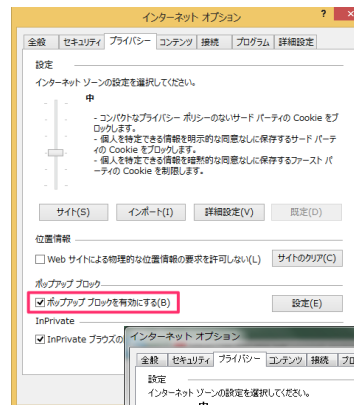 インターネット オプション
? ×
全般 セキュリティ プライバシー コンテンツ 接続 プログラム 詳細設定
設定
インターネット ゾーンの設定を選択してください。
中
- コンパクトなプライバシー ポリシーのないサード パーティの Cookie をブ
ロックします。
- 個人を特定できる情報を明示的な同意なしに保存するサード パーテ
ィの Cookie をブロックします。
- 個人を特定できる情報を暗黙的な同意なしに保存するファースト パ
ーティの Cookie を制限します。
サイト(S) インポート(I) 詳細設定(V) 既定(D)
位置情報
Web サイトによる物理的な位置情報の要求を許可しない(L) サイトのクリア(C)
ポップアップ ブロック
ポップアップ ブロックを有効にする(B) 設定(E)
InPrivate
InPrivate ブラウズの
インターネット オプション
全般 セキュリティ プライバシー コンテンツ 接続 プロ
設定
インターネット ゾーンの設定を選択してください。
中